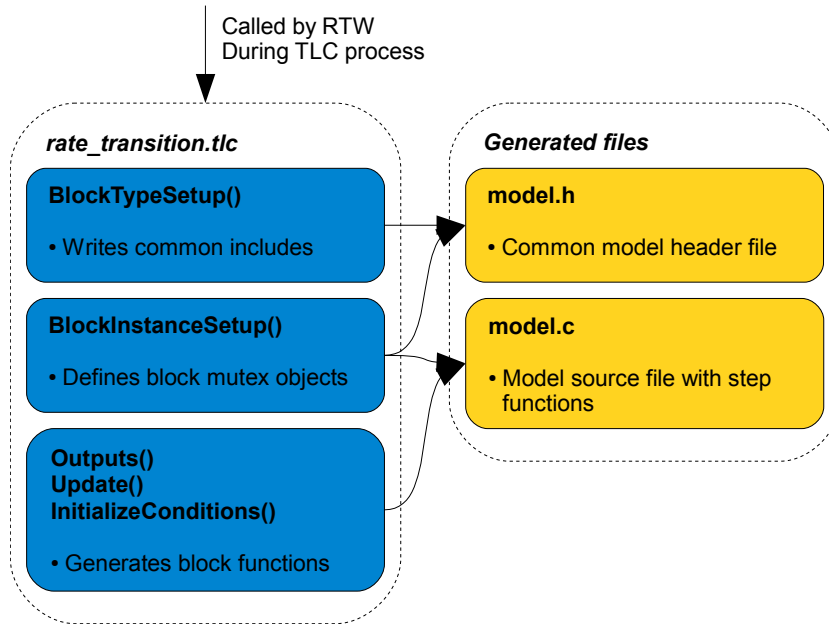 Called by RTW
During TLC process
rate_transition.tlc
BlockTypeSetup()
• Writes common includes
BlockInstanceSetup()
• Defines block mutex objects
Outputs()
Update()
InitializeConditions()
• Generates block functions
Generated files
model.h
• Common model header file
model.c
• Model source file with step
functions